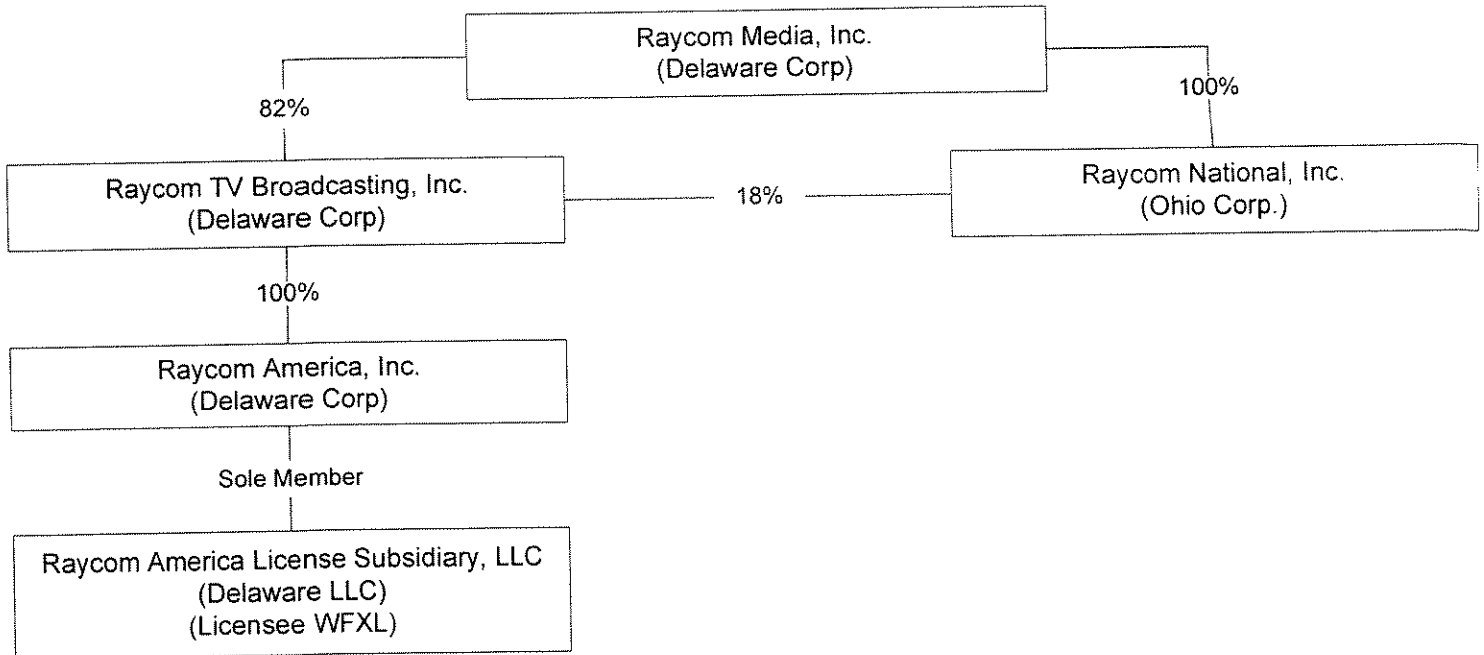 Raycom Media, Inc.
(Delaware Corp)
82%
100%
Raycom TV Broadcasting, Inc.
(Delaware Corp)
18%
Raycom National, Inc.
(Ohio Corp.)
100%
Raycom America, Inc.
(Delaware Corp)
Sole Member
Raycom America License Subsidiary, LLC
(Delaware LLC)
(Licensee WFXL)